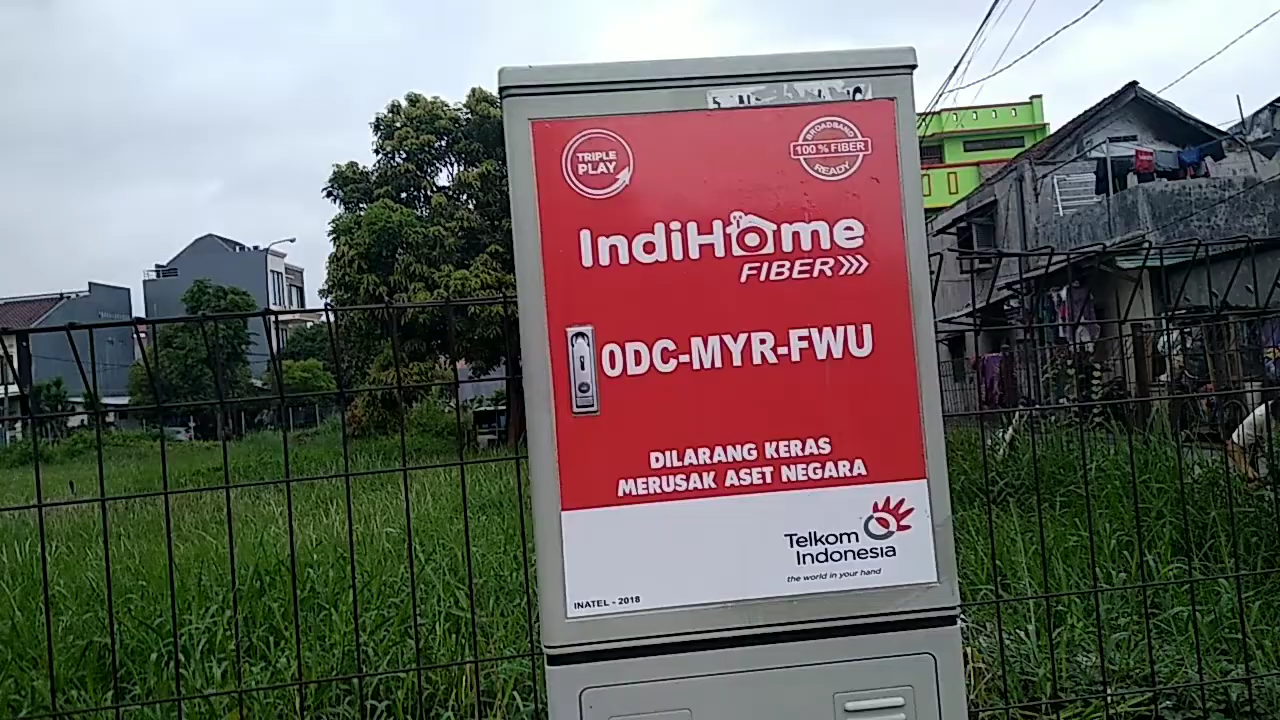 TRIPLE
PLAY
BROADBAND
100 % FIBER
READY
IndiHome
FIBER
ODC-MYR-FWU
DILARANG KERAS
MERUSAK ASET NEGARA
Telkom
Indonesia
the world in your hand
INATEL - 2018